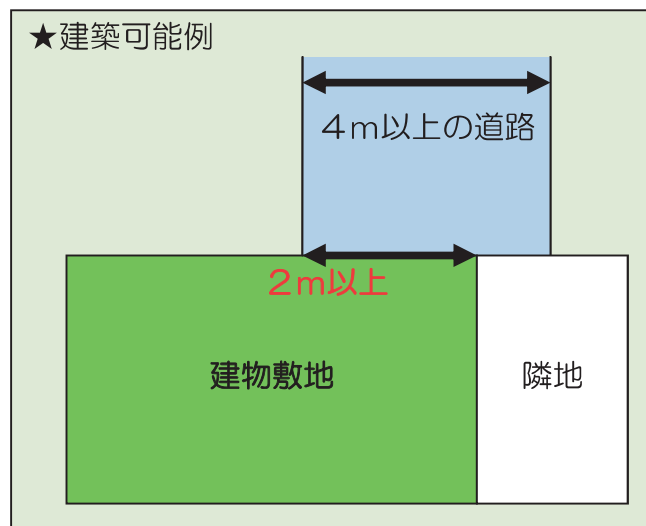 ★建築可能例
4m以上の道路
2m以上
建物敷地
隣地